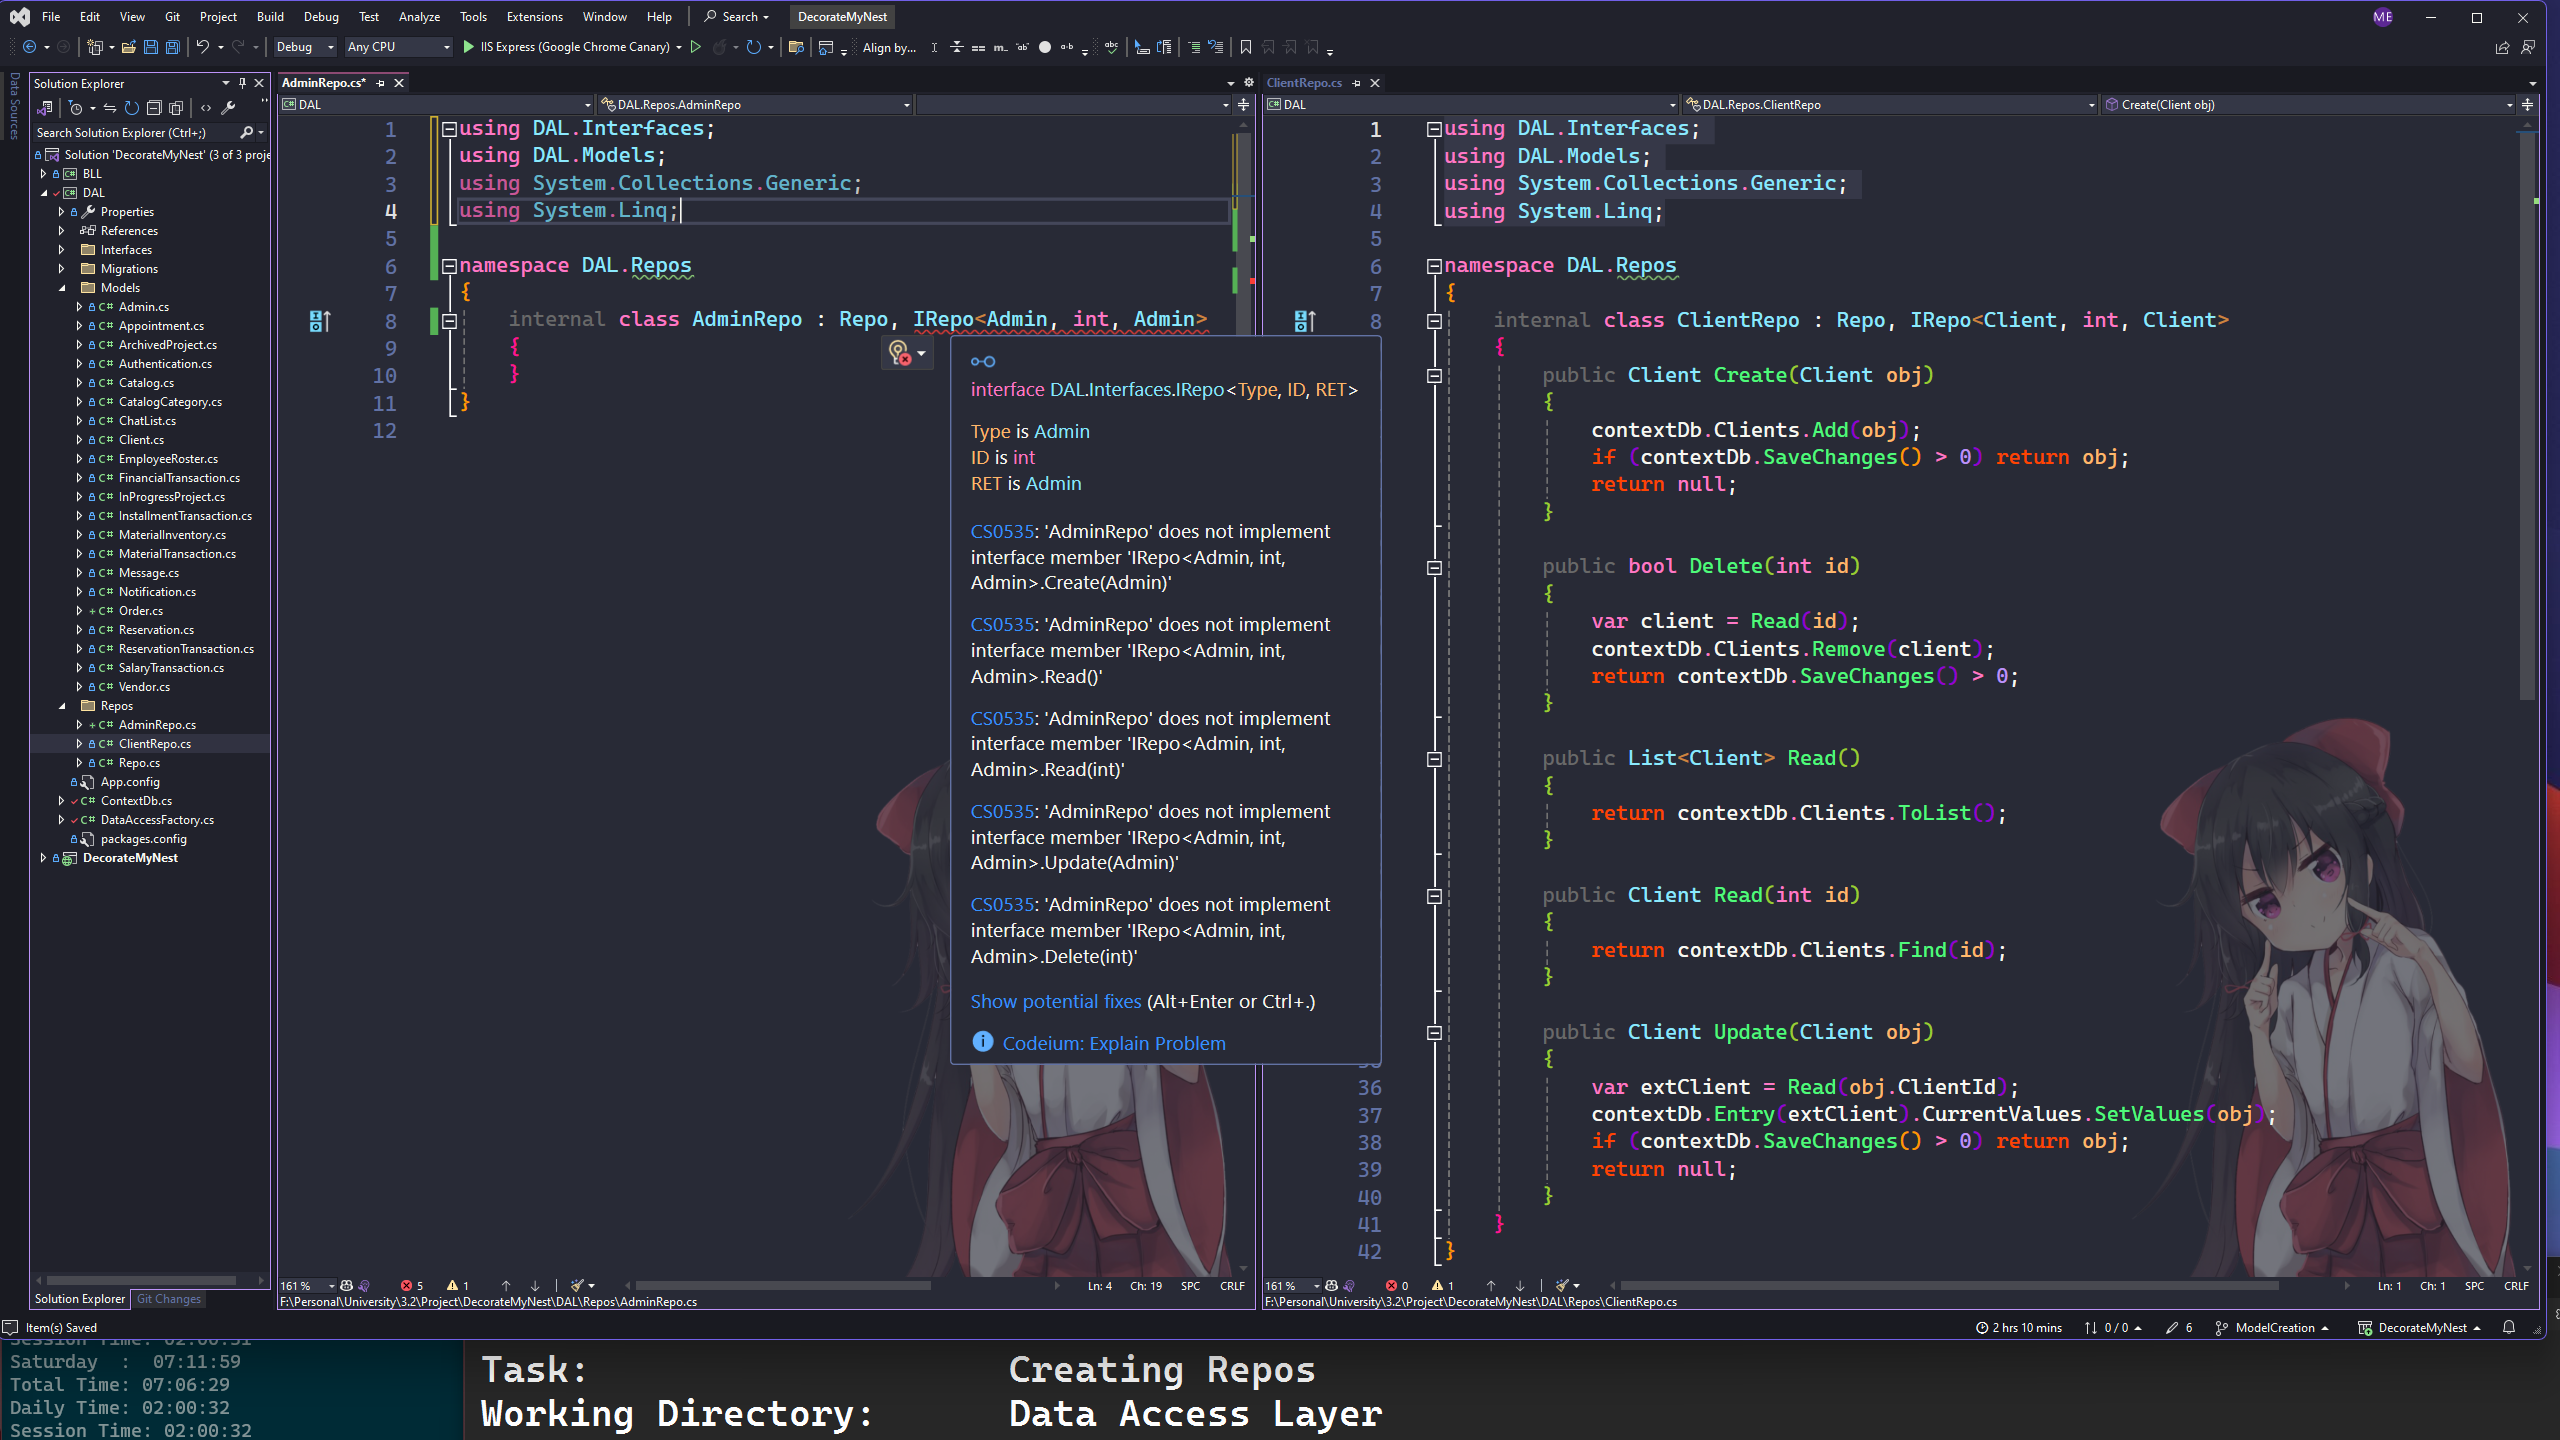 File Edit View Git Project Build Debug Test Analyze Tools Extensions Window Help Search DecorateMyNest ME
Debug Any CPU IIS Express (Google Chrome Canary) Align by...
Data Sources
Solution Explorer
Search Solution Explorer (Ctrl+;)
Solution 'DecorateMyNest' (3 of 3 proje
BLL
DAL
Properties
References
Interfaces
Migrations
Models
Admin.cs
Appointment.cs
ArchivedProject.cs
Authentication.cs
Catalog.cs
CatalogCategory.cs
ChatList.cs
Client.cs
EmployeeRoster.cs
FinancialTransaction.cs
InProgressProject.cs
InstallmentTransaction.cs
MaterialInventory.cs
MaterialTransaction.cs
Message.cs
Notification.cs
Order.cs
Reservation.cs
ReservationTransaction.cs
SalaryTransaction.cs
Vendor.cs
Repos
AdminRepo.cs
ClientRepo.cs
Repo.cs
App.config
ContextDb.cs
DataAccessFactory.cs
packages.config
DecorateMyNest
Solution Explorer Git Changes
AdminRepo.cs*
DAL DAL.Repos.AdminRepo
1 using DAL.Interfaces;
2 using DAL.Models;
3 using System.Collections.Generic;
4 using System.Linq;
5
6 namespace DAL.Repos
7 {
8 internal class AdminRepo : Repo, IRepo<Admin, int, Admin>
9 {
10 }
11 }
12
interface DAL.Interfaces.IRepo<Type, ID, RET>
Type is Admin
ID is int
RET is Admin
CS0535: 'AdminRepo' does not implement
interface member 'IRepo<Admin, int,
Admin>.Create(Admin)'
CS0535: 'AdminRepo' does not implement
interface member 'IRepo<Admin, int,
Admin>.Read()'
CS0535: 'AdminRepo' does not implement
interface member 'IRepo<Admin, int,
Admin>.Read(int)'
CS0535: 'AdminRepo' does not implement
interface member 'IRepo<Admin, int,
Admin>.Update(Admin)'
CS0535: 'AdminRepo' does not implement
interface member 'IRepo<Admin, int,
Admin>.Delete(int)'
Show potential fixes (Alt+Enter or Ctrl+.)
Codeium: Explain Problem
161 % 5 1 Ln: 4 Ch: 19 SPC CRLF
F:\Personal\University\3.2\Project\DecorateMyNest\DAL\Repos\AdminRepo.cs
ClientRepo.cs
DAL DAL.Repos.ClientRepo Create(Client obj)
1 using DAL.Interfaces;
2 using DAL.Models;
3 using System.Collections.Generic;
4 using System.Linq;
5
6 namespace DAL.Repos
7 {
8 internal class ClientRepo : Repo, IRepo<Client, int, Client>
{
public Client Create(Client obj)
{
contextDb.Clients.Add(obj);
if (contextDb.SaveChanges() > 0) return obj;
return null;
}
public bool Delete(int id)
{
var client = Read(id);
contextDb.Clients.Remove(client);
return contextDb.SaveChanges() > 0;
}
public List<Client> Read()
{
return contextDb.Clients.ToList();
}
public Client Read(int id)
{
return contextDb.Clients.Find(id);
}
public Client Update(Client obj)
{
36 var extClient = Read(obj.ClientId);
37 contextDb.Entry(extClient).CurrentValues.SetValues(obj);
38 if (contextDb.SaveChanges() > 0) return obj;
39 return null;
40 }
41 }
42 }
161 % 0 1 Ln: 1 Ch: 1 SPC CRLF
F:\Personal\University\3.2\Project\DecorateMyNest\DAL\Repos\ClientRepo.cs
Item(s) Saved 2 hrs 10 mins 0 / 0 6 ModelCreation DecorateMyNest
Session Time: 02:00:31
Saturday : 07:11:59
Total Time: 07:06:29
Daily Time: 02:00:32
Session Time: 02:00:32
Task: Creating Repos
Working Directory: Data Access Layer